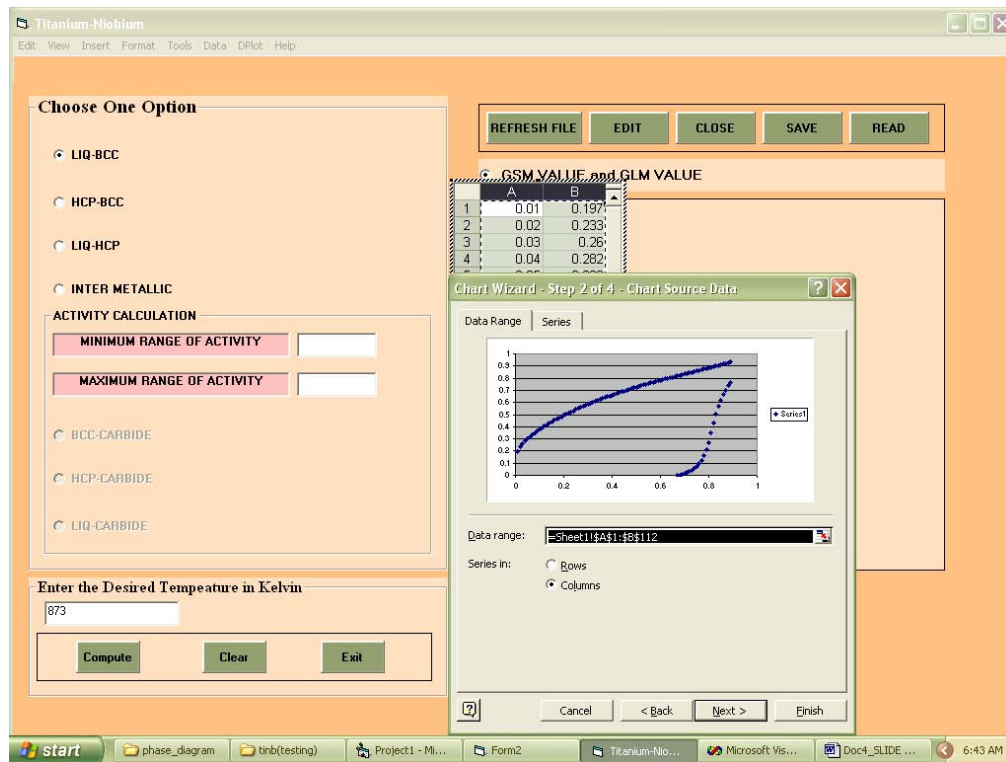 Titanium-Niobium
Edit View Insert Format Tools Data DPlot Help
Choose One Option
LIQ-BCC
HCP-BCC
LIQ-HCP
INTER METALLIC
ACTIVITY CALCULATION
MINIMUM RANGE OF ACTIVITY
MAXIMUM RANGE OF ACTIVITY
BCC-CARBIDE
HCP-CARBIDE
LIQ-CARBIDE
Enter the Desired Tempeature in Kelvin
873
Compute Clear Exit
REFRESH FILE EDIT CLOSE SAVE READ
GSM VALUE and GLM VALUE
A B
1 0.01 0.197
2 0.02 0.233
3 0.03 0.26
4 0.04 0.282
Chart Wizard - Step 2 of 4 - Chart Source Data
Data Range Series
1
0.9
0.8
0.7
0.6
0.5
0.4
0.3
0.2
0.1
0
0 0.2 0.4 0.6 0.8 1
Series1
Data range: =Sheet1!$A$1:$B$112
Series in: Rows
Columns
Cancel < Back Next > Finish
start phase_diagram tinb(testing) Project1 - Mi... Form2 Titanium-Nio... Microsoft Vis... Doc4_SLIDE ... 6:43 AM